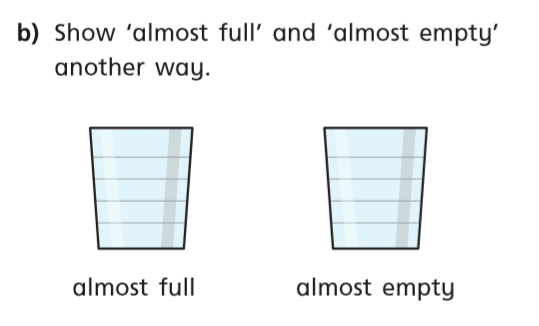 b) Show ‘almost full’ and ‘almost empty’
another way.
almost full
almost empty